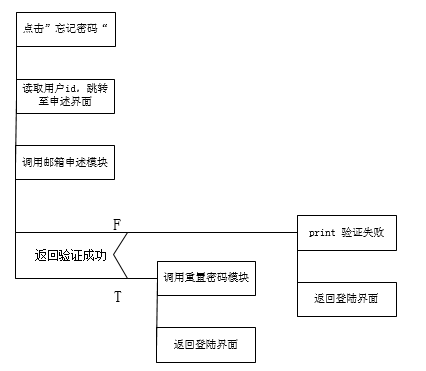 点击”忘记密码“
读取用户id，跳转
至申述界面
调用邮箱申述模块
F
print 验证失败
返回验证成功
调用重置密码模块
T
返回登陆界面
返回登陆界面